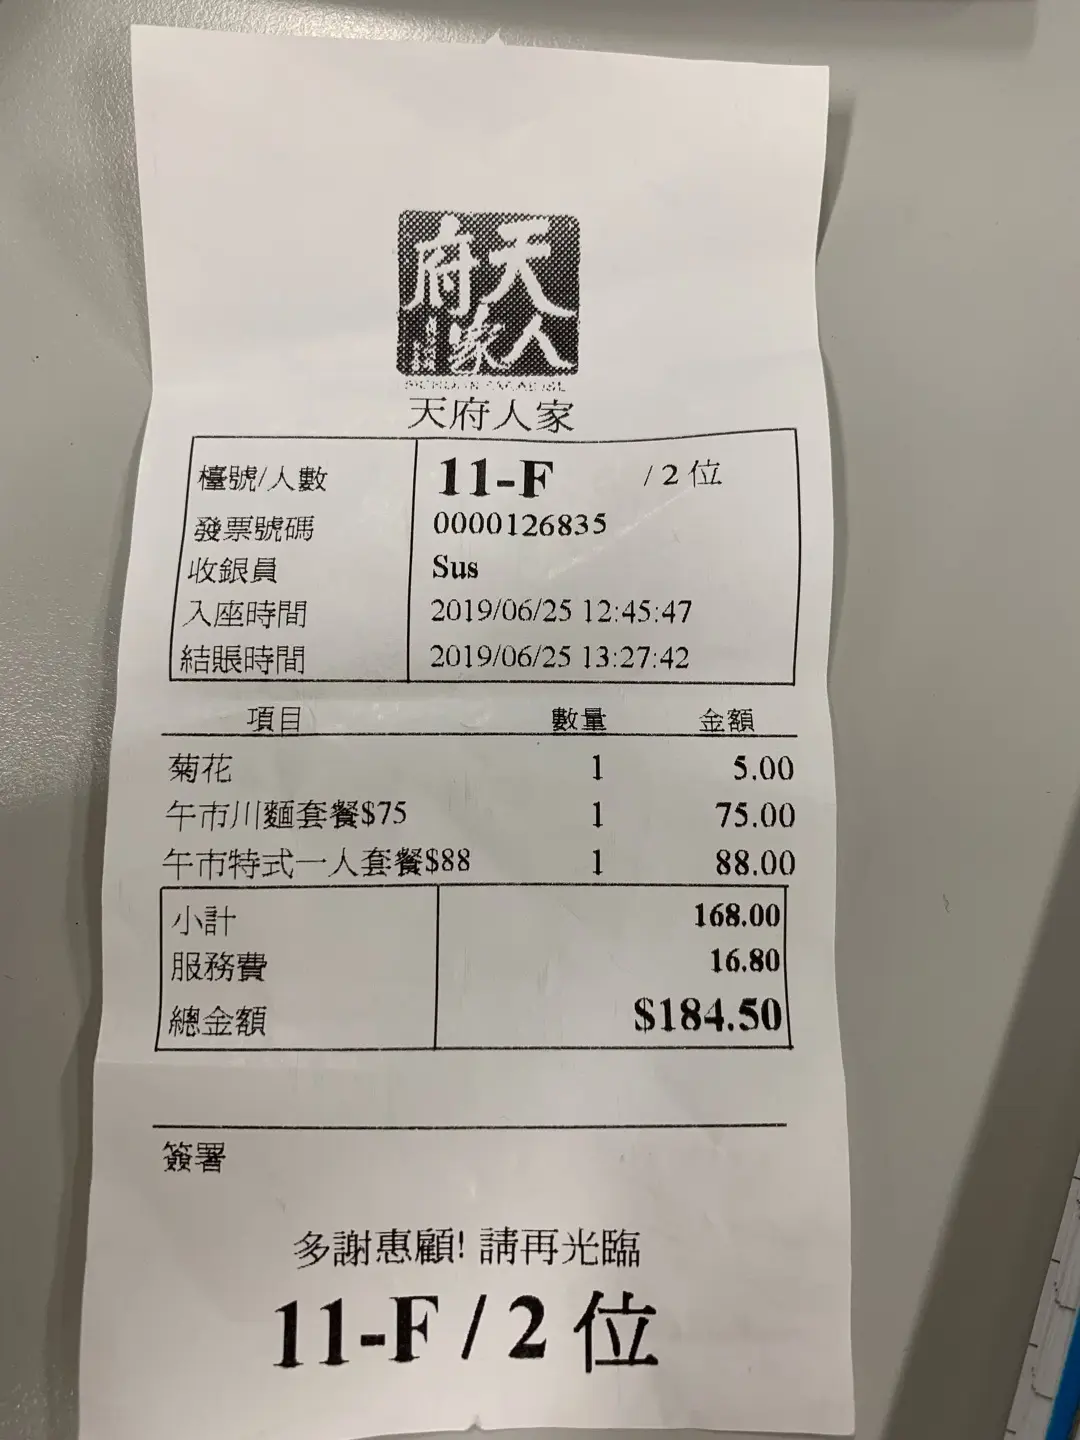 天府
人家
天府人家
檯號/人數 11-F / 2 位
發票號碼 0000126835
收銀員 Sus
入座時間 2019/06/25 12:45:47
結賬時間 2019/06/25 13:27:42
項目 數量 金額
菊花 1 5.00
午市川麵套餐$75 1 75.00
午市特式一人套餐$88 1 88.00
小計 168.00
服務費 16.80
總金額 $184.50
簽署
多謝惠顧! 請再光臨
11-F / 2 位